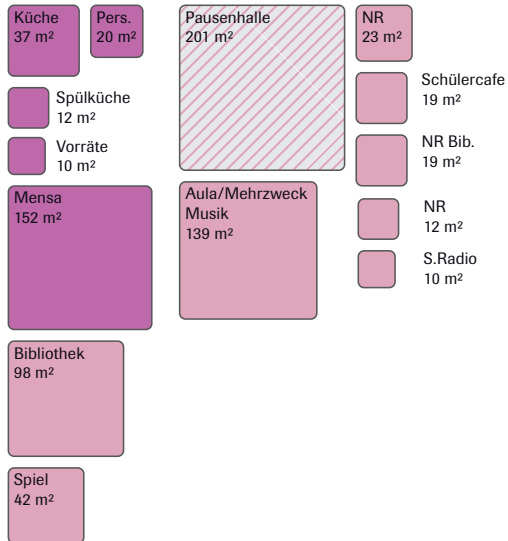 Küche
37 m²
Pers.
20 m²
Spülküche
12 m²
Vorräte
10 m²
Mensa
152 m²
Bibliothek
98 m²
Spiel
42 m²
Pausenhalle
201 m²
Aula/Mehrzweck
Musik
139 m²
NR
23 m²
Schülercafe
19 m²
NR Bib.
19 m²
NR
12 m²
S.Radio
10 m²